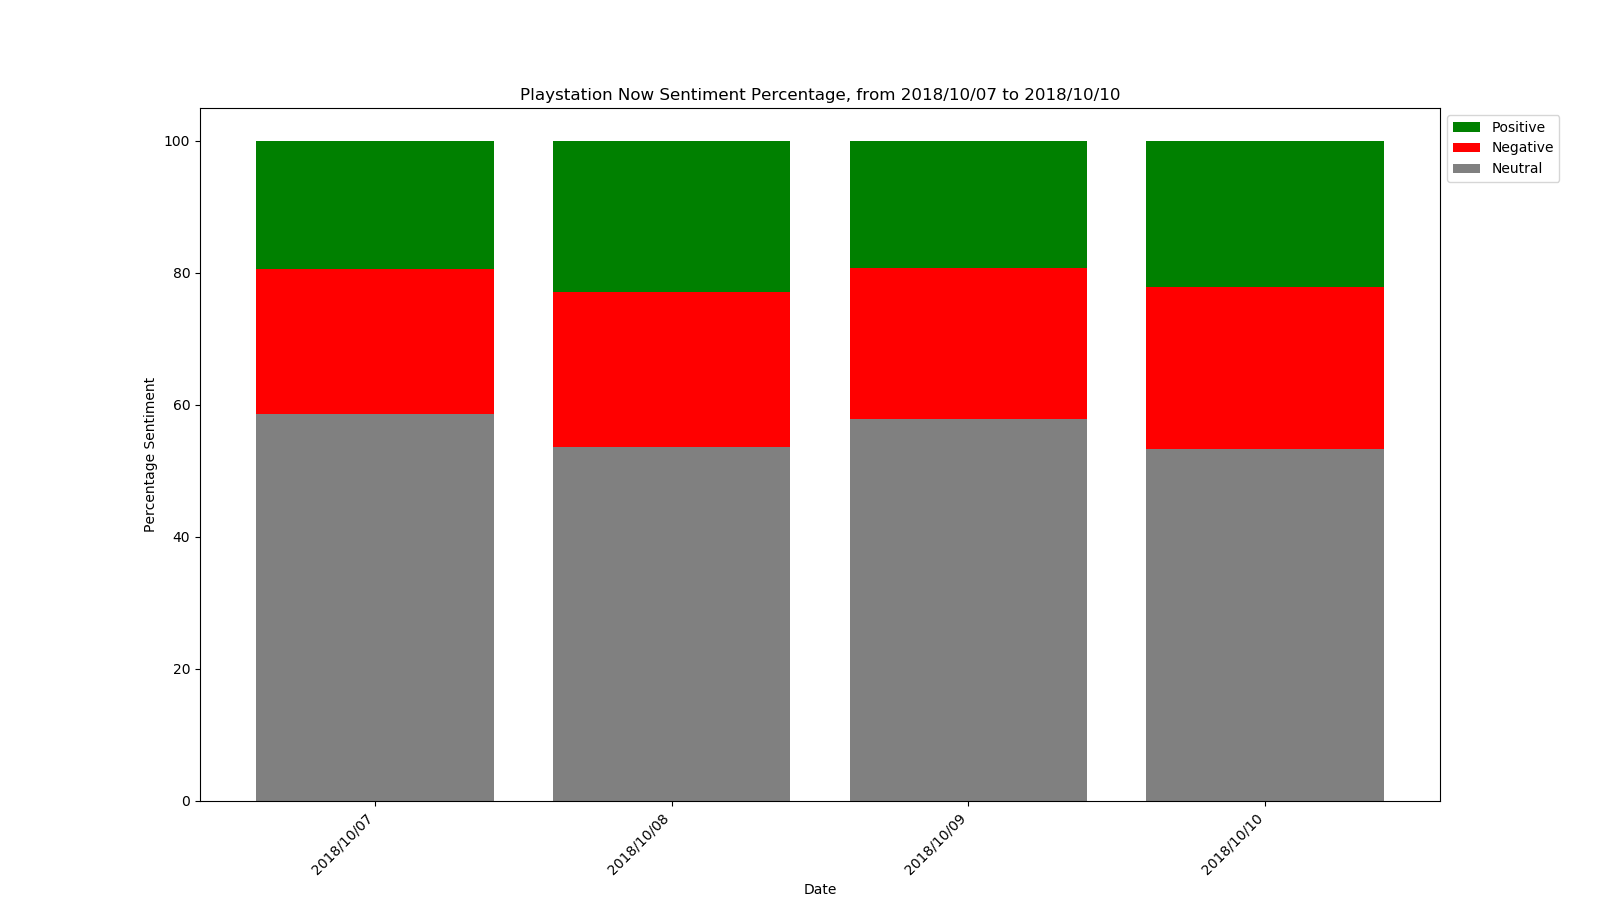 Playstation Now Sentiment Percentage, from 2018/10/07 to 2018/10/10
Positive
Negative
Neutral
100
80
60
40
20
0
Percentage Sentiment
2018/10/07
2018/10/08
2018/10/09
2018/10/10
Date